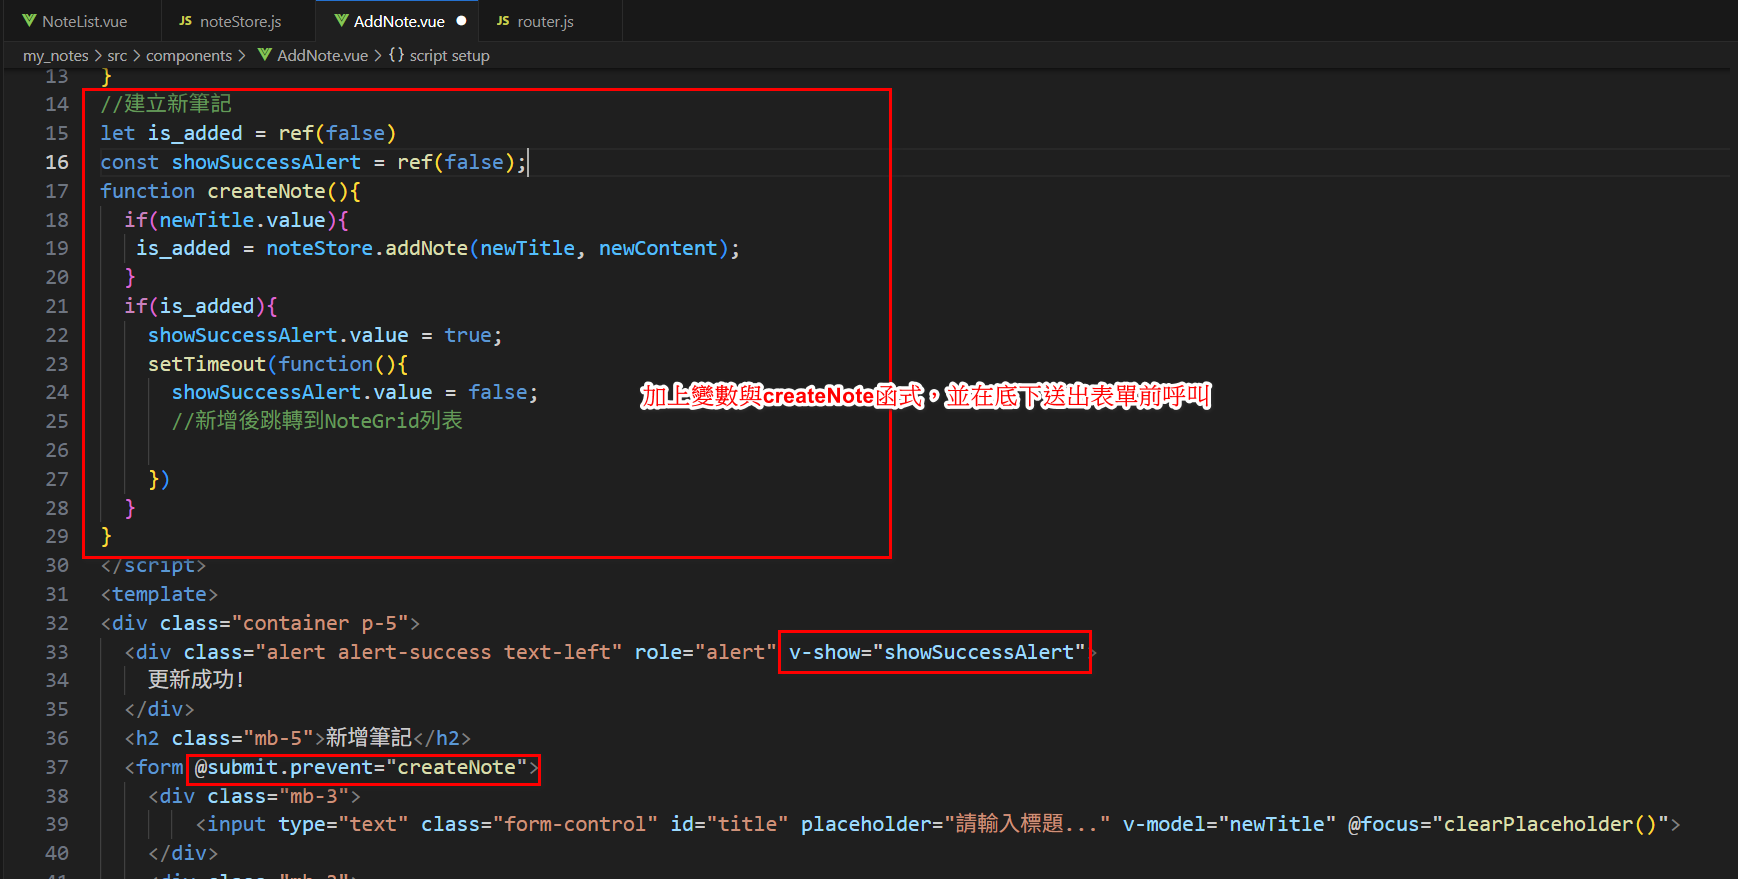 NoteList.vue JS noteStore.js AddNote.vue JS router.js
my_notes > src > components > AddNote.vue > {} script setup
13 }
14 //建立新筆記
15 let is_added = ref(false)
16 const showSuccessAlert = ref(false);
17 function createNote(){
18 if(newTitle.value){
19 is_added = noteStore.addNote(newTitle, newContent);
20 }
21 if(is_added){
22 showSuccessAlert.value = true;
23 setTimeout(function(){
24 showSuccessAlert.value = false;
加上變數與createNote函式，並在底下送出表單前呼叫
25 //新增後跳轉到NoteGrid列表
26
27 })
28 }
29 }
30 </script>
31 <template>
32 <div class="container p-5">
33 <div class="alert alert-success text-left" role="alert" v-show="showSuccessAlert">
34 更新成功!
35 </div>
36 <h2 class="mb-5">新增筆記</h2>
37 <form @submit.prevent="createNote">
38 <div class="mb-3">
39 <input type="text" class="form-control" id="title" placeholder="請輸入標題..." v-model="newTitle" @focus="clearPlaceholder()">
40 </div>